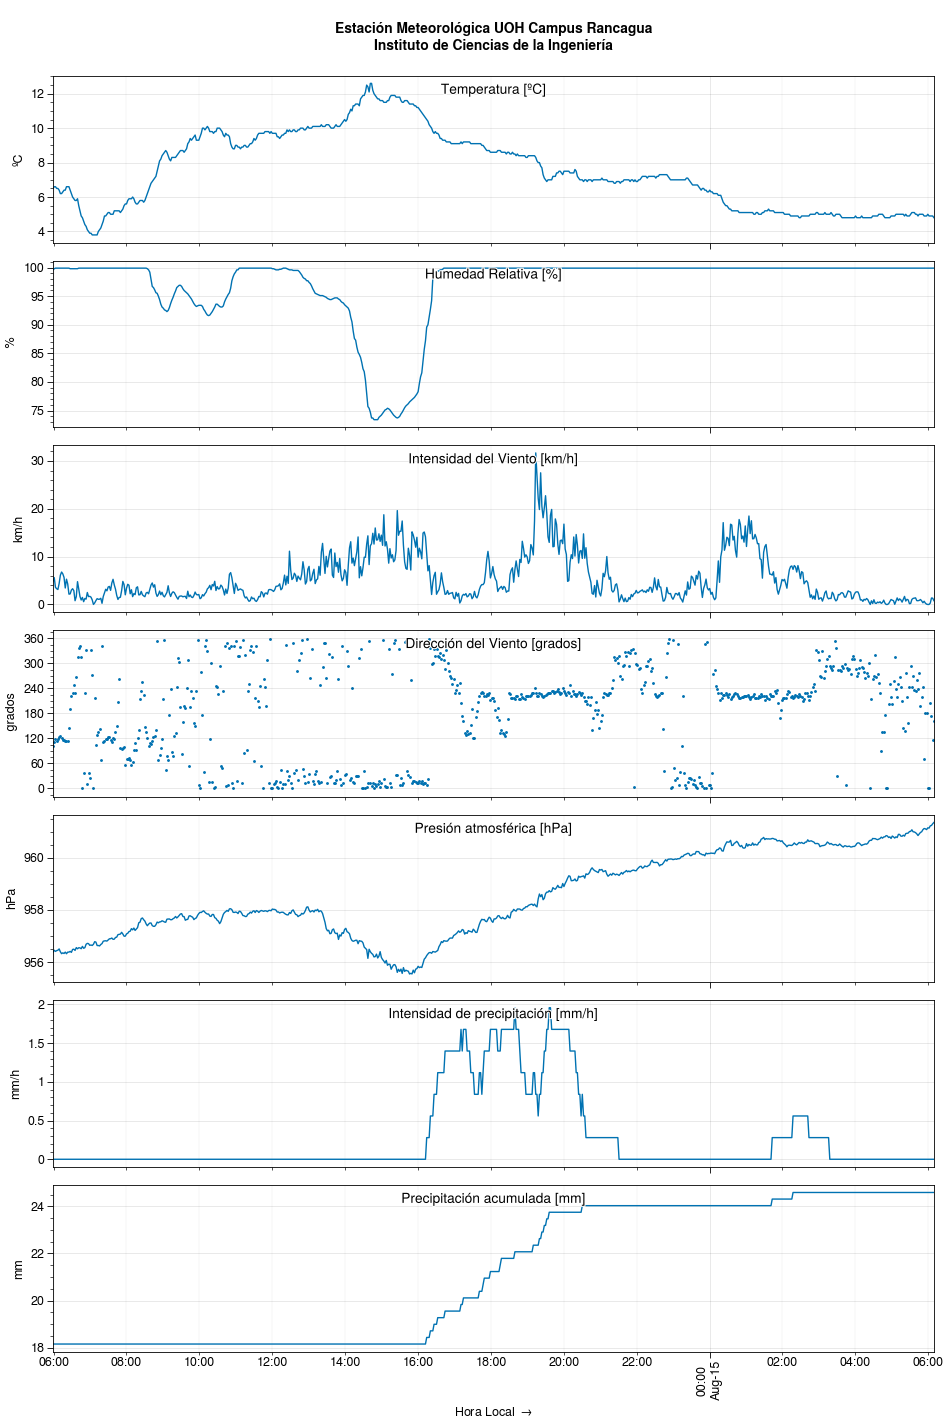 Estación Meteorológica UOH Campus Rancagua
Instituto de Ciencias de la Ingeniería
Temperatura [ºC]
ºC
12
10
8
6
4
Humedad Relativa [%]
%
100
95
90
85
80
75
Intensidad del Viento [km/h]
km/h
30
20
10
0
Dirección del Viento [grados]
grados
360
300
240
180
120
60
0
Presión atmosférica [hPa]
hPa
960
958
956
Intensidad de precipitación [mm/h]
mm/h
2
1.5
1
0.5
0
Precipitación acumulada [mm]
mm
24
22
20
18
06:00 08:00 10:00 12:00 14:00 16:00 18:00 20:00 22:00 00:00 02:00 04:00 06:00
Aug-15
Hora Local →